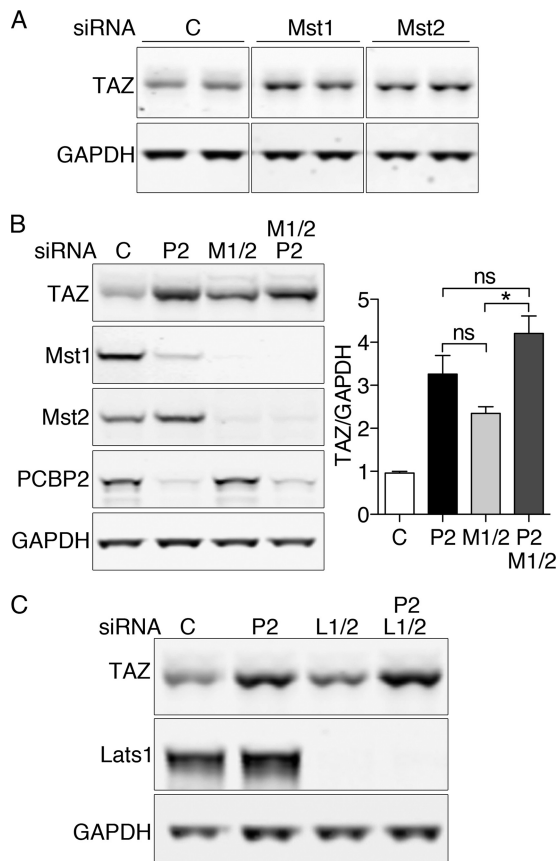 A
siRNA C Mst1 Mst2
TAZ
GAPDH
B
M1/2
siRNA C P2 M1/2 P2
TAZ
Mst1
Mst2
PCBP2
GAPDH
TAZ/GAPDH
5
4
3
2
1
0
ns
ns *
C P2 M1/2 P2
M1/2
C
P2
siRNA C P2 L1/2 L1/2
TAZ
Lats1
GAPDH